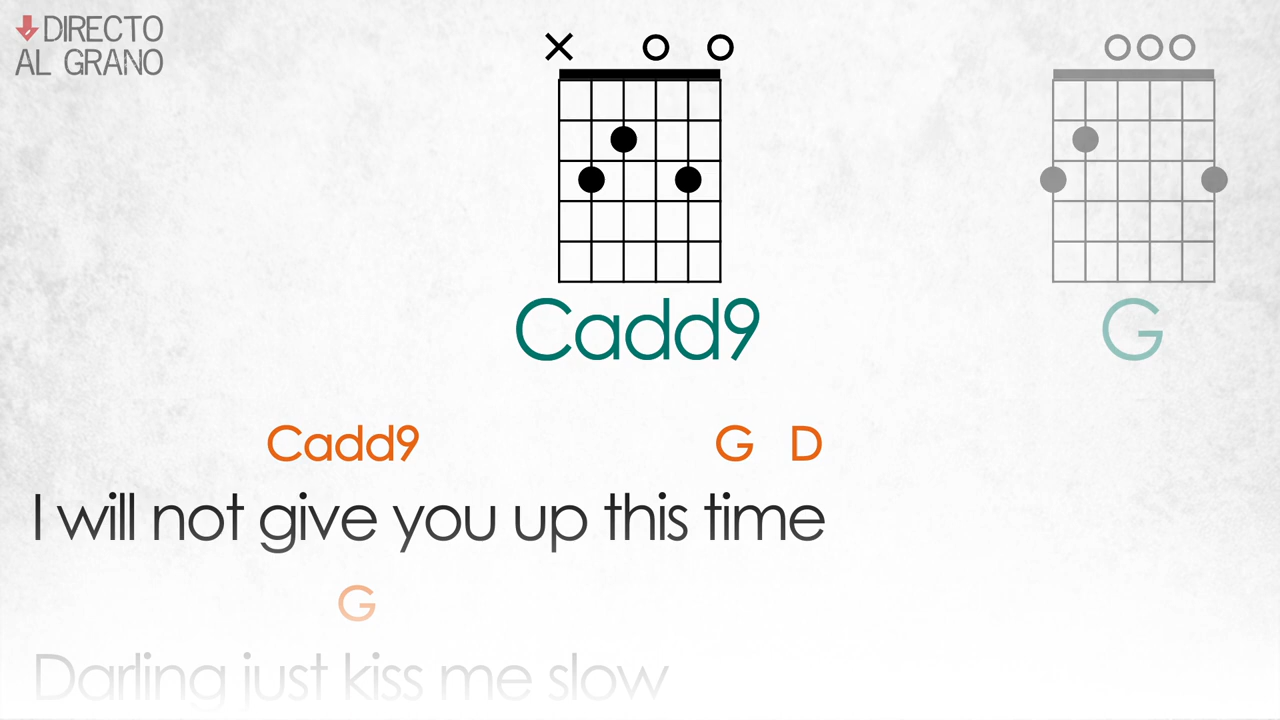 DIRECTO
AL GRANO
Cadd9
G
Cadd9 G D
I will not give you up this time
G
Darling just kiss me slow